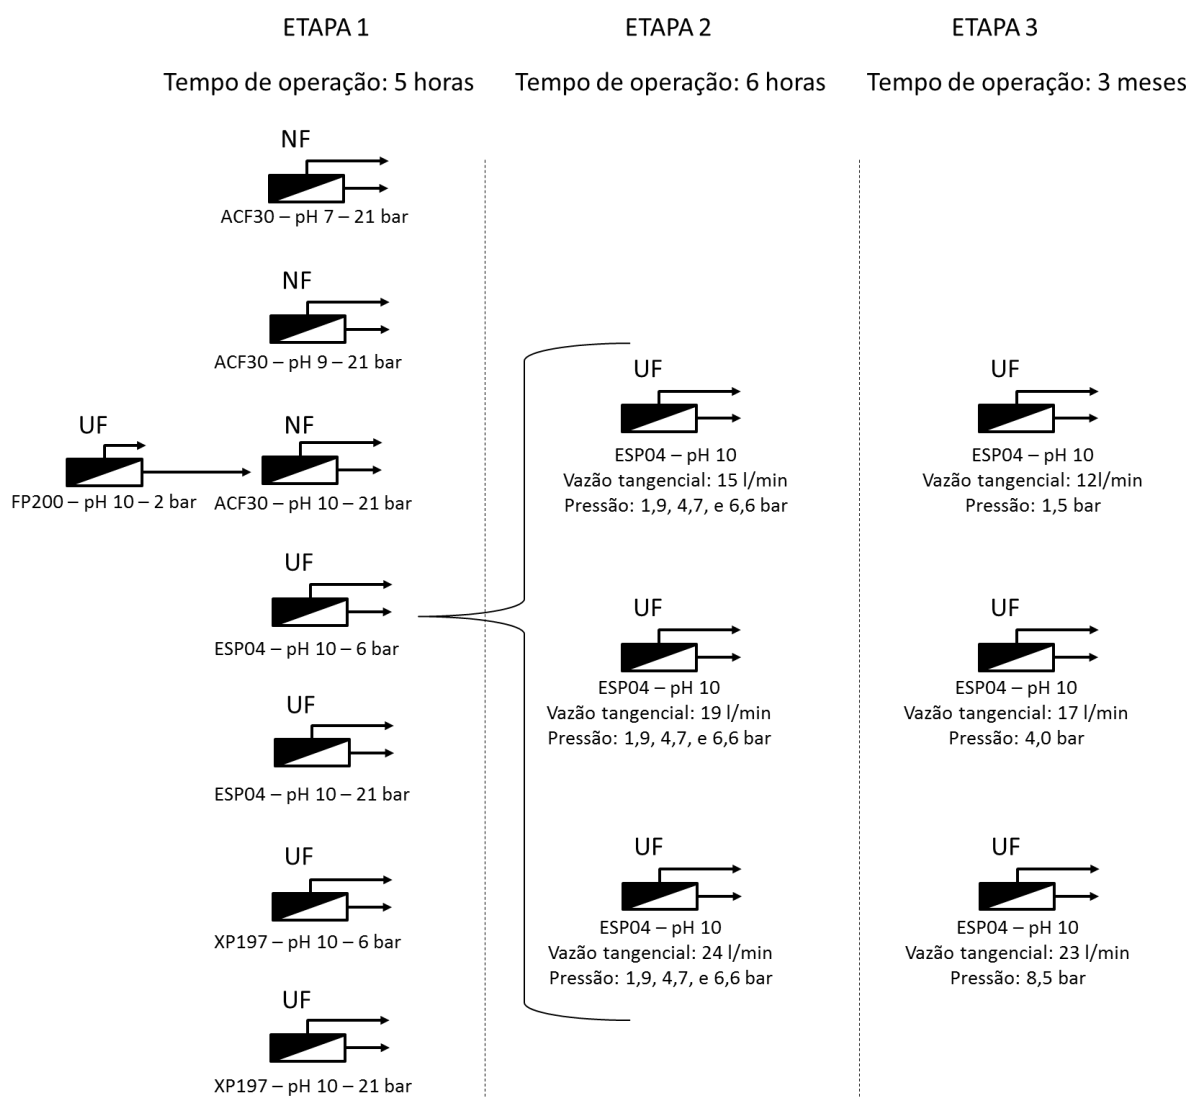 ETAPA 1
Tempo de operação: 5 horas
NF
ACF30 – pH 7 – 21 bar
NF
ACF30 – pH 9 – 21 bar
UF
FP200 – pH 10 – 2 bar
NF
ACF30 – pH 10 – 21 bar
UF
ESP04 – pH 10 – 6 bar
UF
ESP04 – pH 10 – 21 bar
UF
XP197 – pH 10 – 6 bar
UF
XP197 – pH 10 – 21 bar
ETAPA 2
Tempo de operação: 6 horas
UF
ESP04 – pH 10
Vazão tangencial: 15 l/min
Pressão: 1,9, 4,7, e 6,6 bar
UF
ESP04 – pH 10
Vazão tangencial: 19 l/min
Pressão: 1,9, 4,7, e 6,6 bar
UF
ESP04 – pH 10
Vazão tangencial: 24 l/min
Pressão: 1,9, 4,7, e 6,6 bar
ETAPA 3
Tempo de operação: 3 meses
UF
ESP04 – pH 10
Vazão tangencial: 12l/min
Pressão: 1,5 bar
UF
ESP04 – pH 10
Vazão tangencial: 17 l/min
Pressão: 4,0 bar
UF
ESP04 – pH 10
Vazão tangencial: 23 l/min
Pressão: 8,5 bar